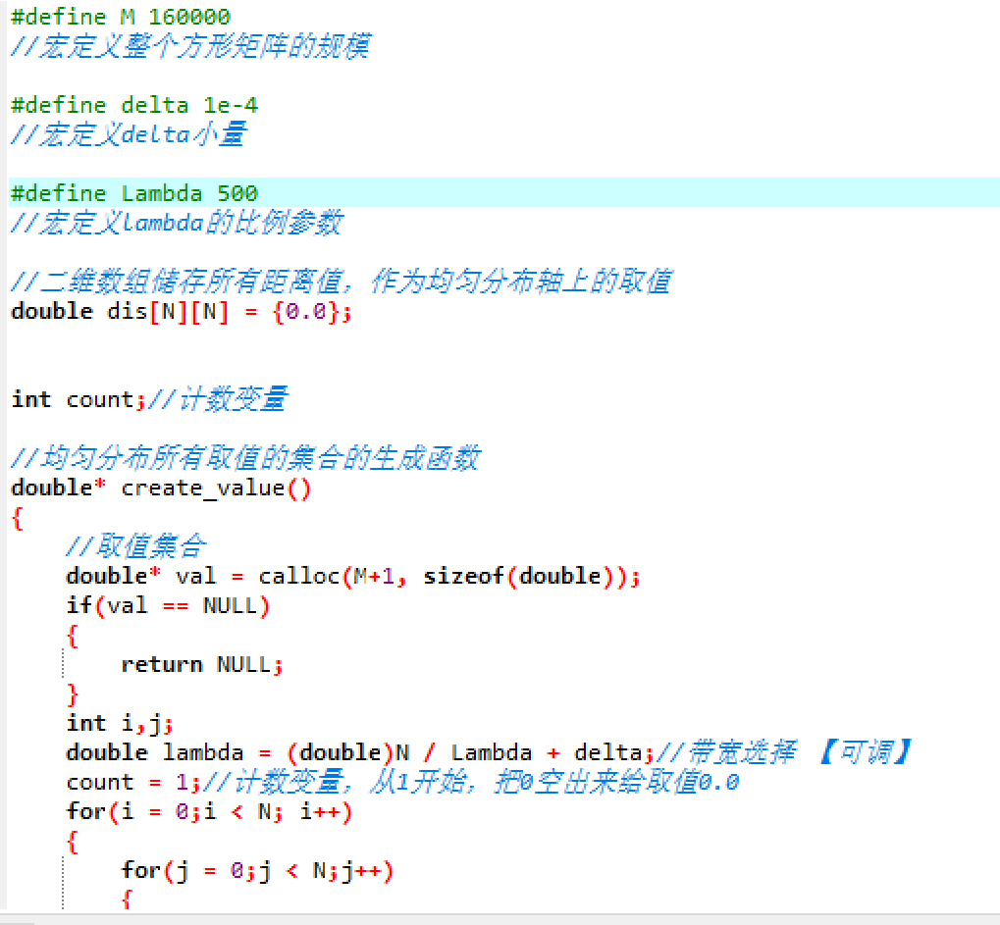 #define M 160000
//宏定义整个方形矩阵的规模
#define delta 1e-4
//宏定义delta小量
#define Lambda 500
//宏定义lambda的比例参数
//二维数组储存所有距离值，作为均匀分布轴上的取值
double dis[N][N] = {0.0};
int count;//计数变量
//均匀分布所有取值的集合的生成函数
double* create_value()
{
    //取值集合
    double* val = calloc(M+1, sizeof(double));
    if(val == NULL)
    {
        return NULL;
    }
    int i,j;
    double lambda = (double)N / Lambda + delta;//带宽选择 【可调】
    count = 1;//计数变量，从1开始，把0空出来给取值0.0
    for(i = 0;i < N; i++)
    {
        for(j = 0;j < N;j++)
        {